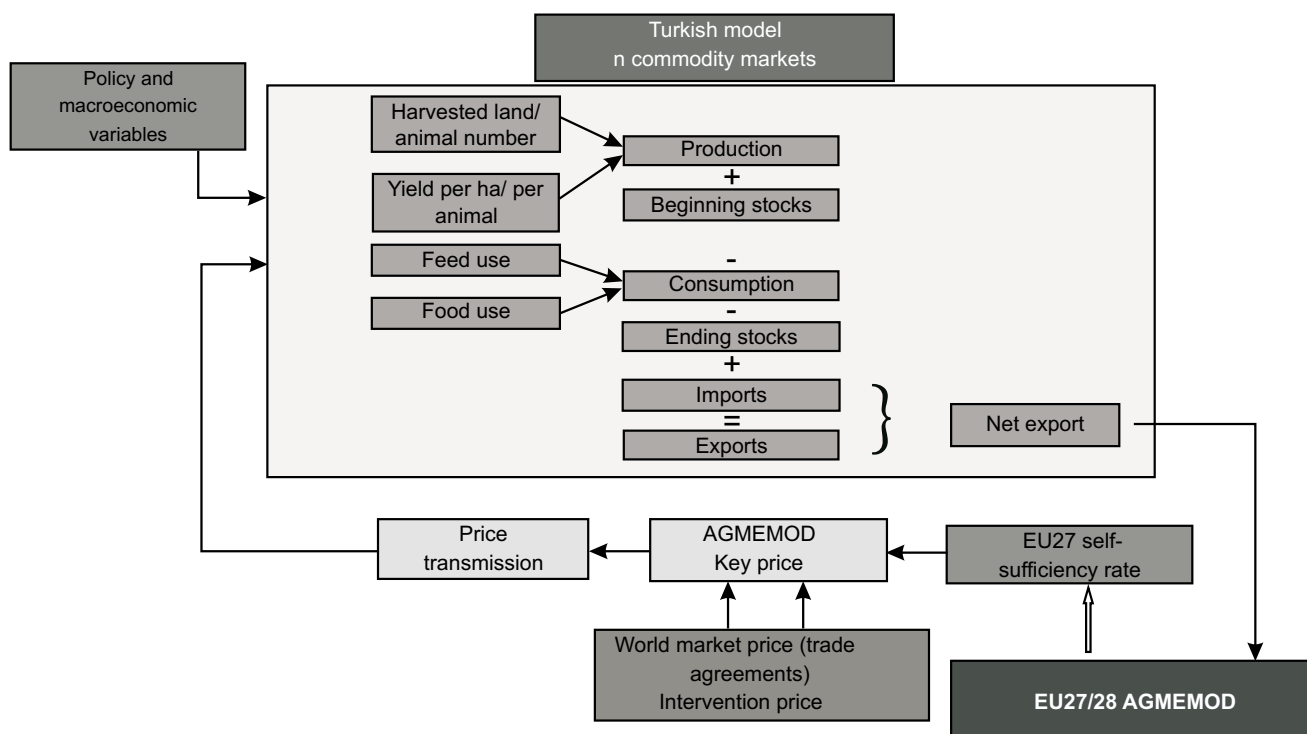 Turkish model
n commodity markets
Policy and
macroeconomic
variables
Harvested land/
animal number
Yield per ha/ per
animal
Feed use
Food use
Production
+
Beginning stocks
-
Consumption
-
Ending stocks
+
Imports
=
Exports
}
Net export
Price
transmission
AGMEMOD
Key price
EU27 self-
sufficiency rate
World market price (trade
agreements)
Intervention price
EU27/28 AGMEMOD